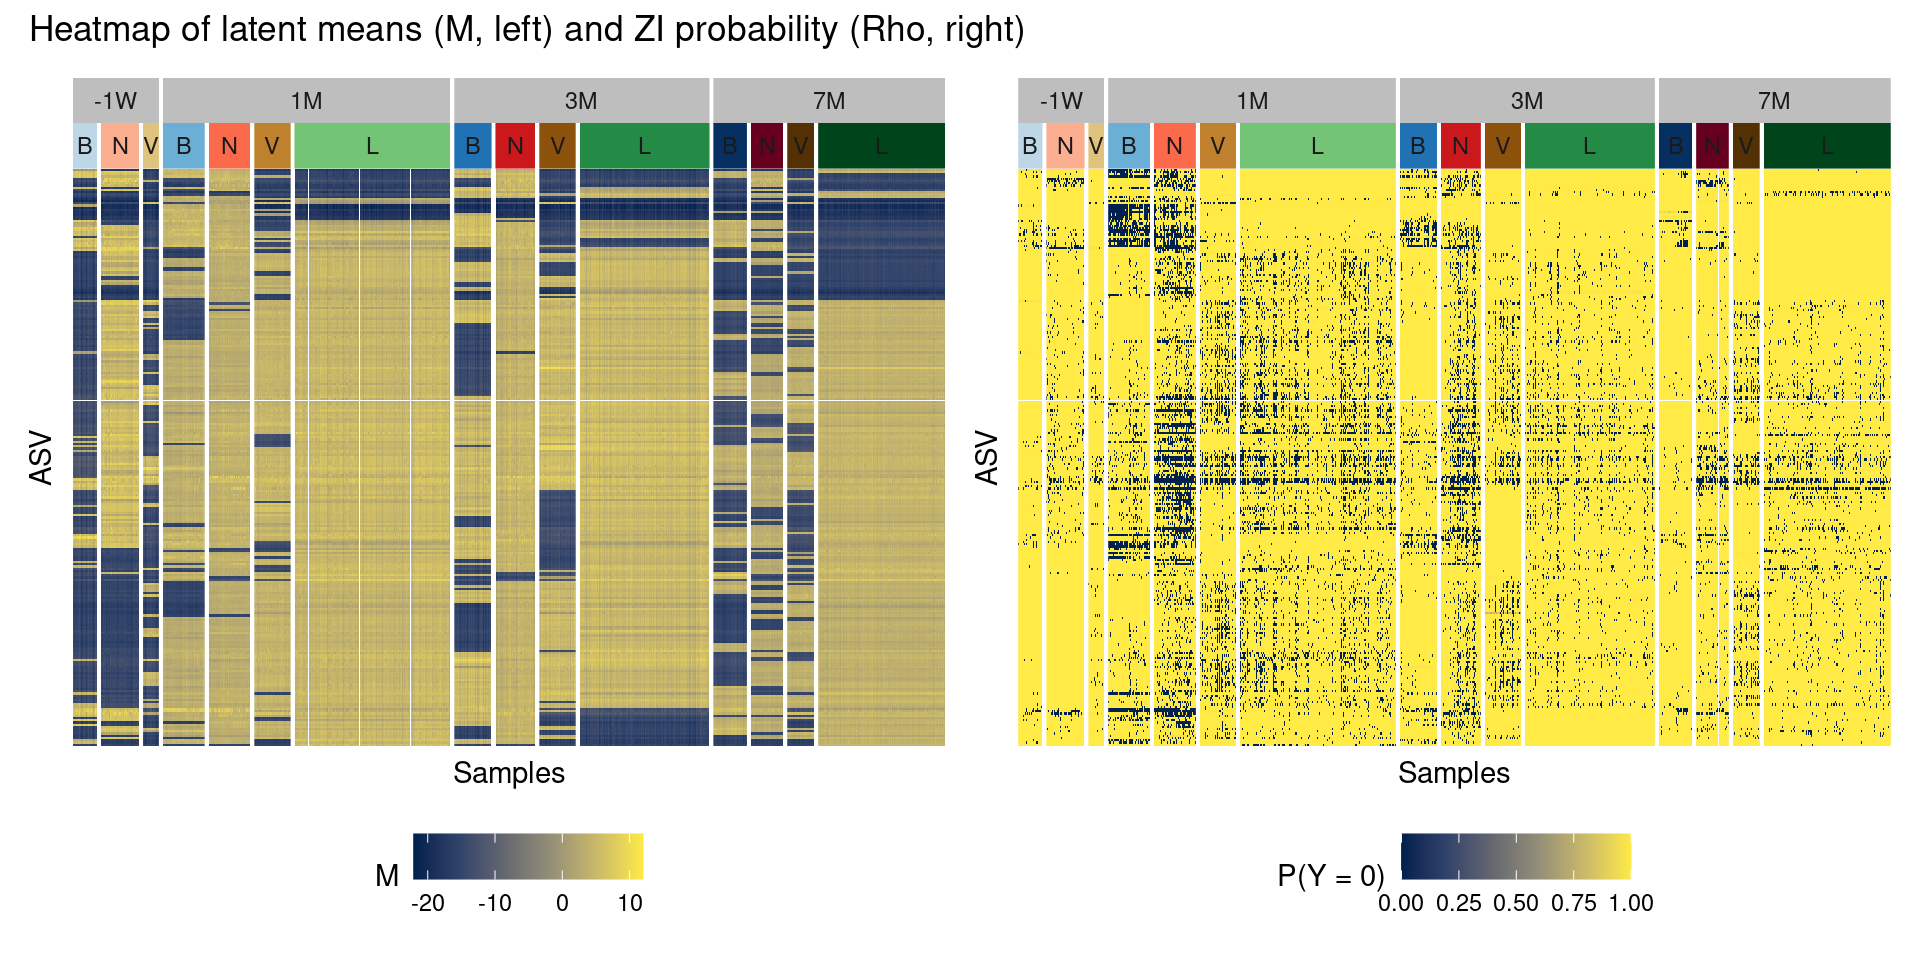 Heatmap of latent means (M, left) and ZI probability (Rho, right)
-1W 1M 3M 7M
B N V B N V L B N V L B N V L
ASV
Samples
M
-20 -10 0 10
-1W 1M 3M 7M
B N V B N V L B N V L B N V L
ASV
Samples
P(Y = 0)
0.00 0.25 0.50 0.75 1.00